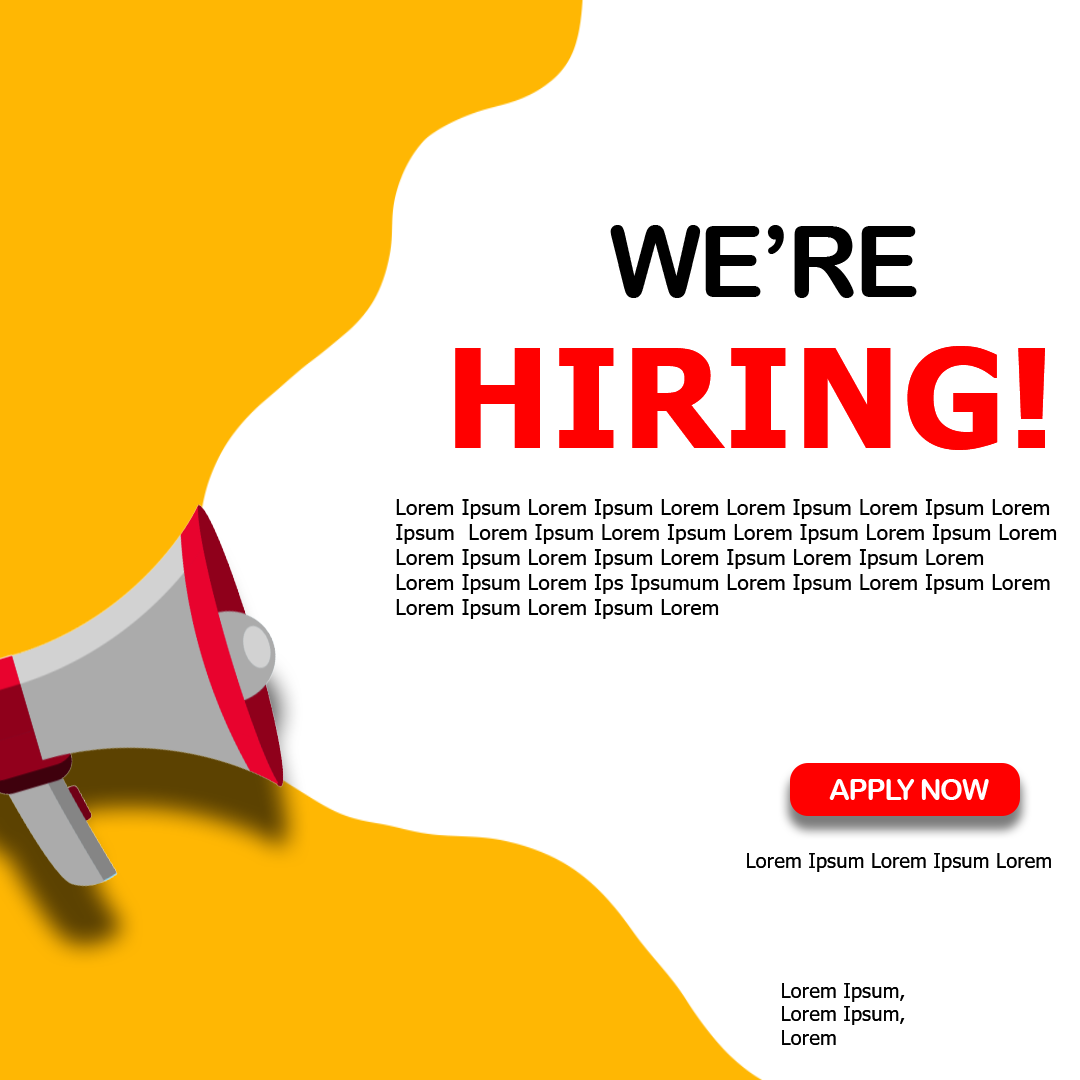 WE’RE
HIRING!
Lorem Ipsum Lorem Ipsum Lorem Lorem Ipsum Lorem Ipsum Lorem
Ipsum  Lorem Ipsum Lorem Ipsum Lorem Ipsum Lorem Ipsum Lorem
Lorem Ipsum Lorem Ipsum Lorem Ipsum Lorem Ipsum Lorem
Lorem Ipsum Lorem Ips Ipsumum Lorem Ipsum Lorem Ipsum Lorem
Lorem Ipsum Lorem Ipsum Lorem
APPLY NOW
Lorem Ipsum Lorem Ipsum Lorem
Lorem Ipsum,
Lorem Ipsum,
Lorem